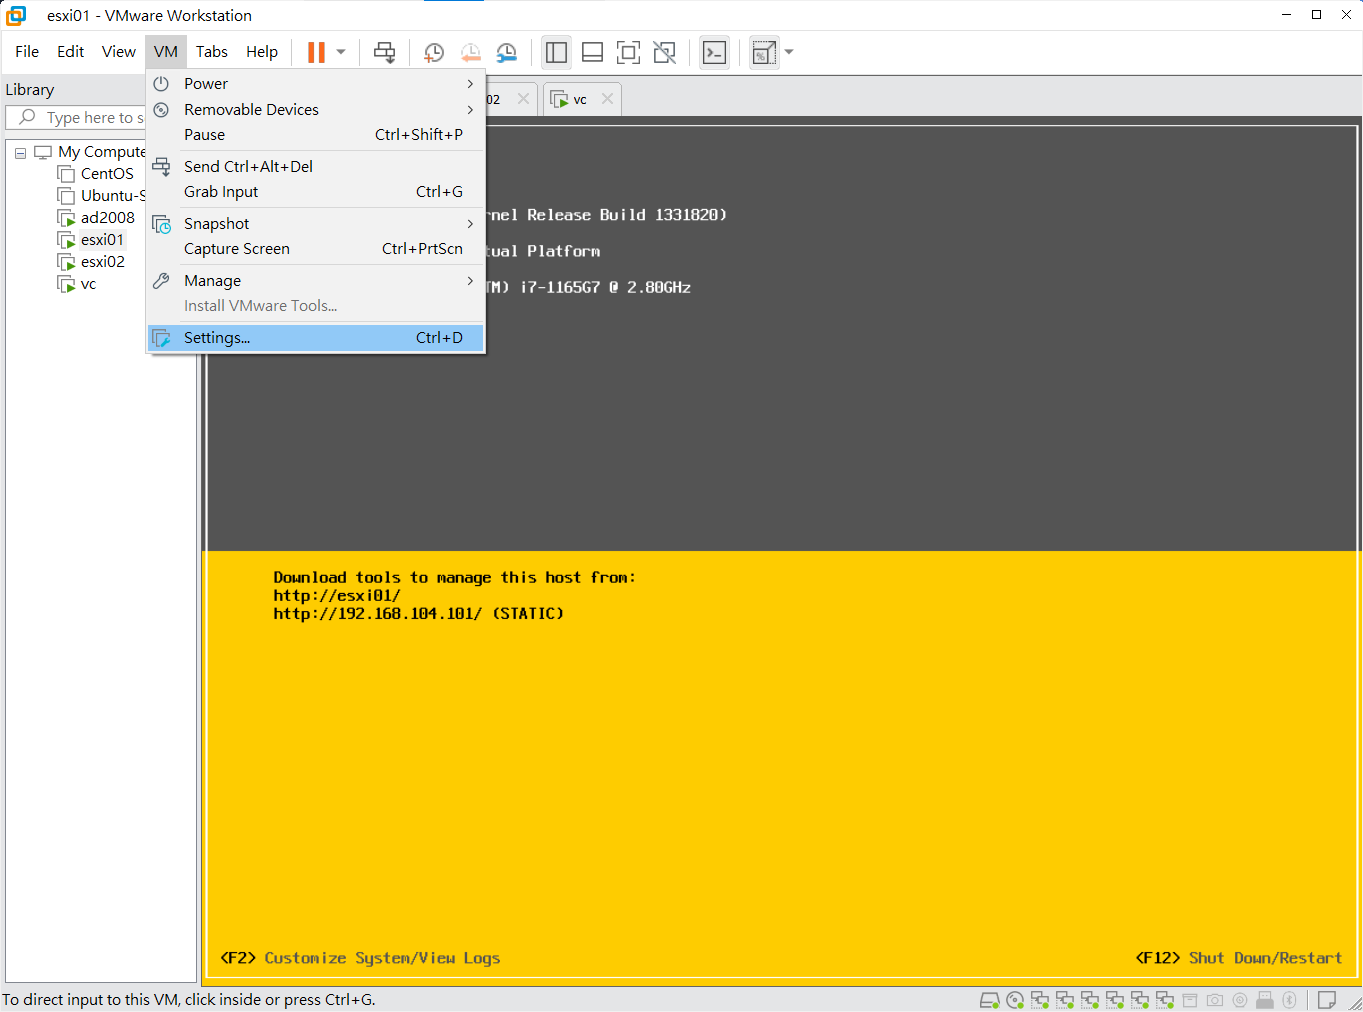 esxi01 - VMware Workstation
File Edit View VM Tabs Help
Library
02
vc
Type here to s
My Compute
CentOS
Ubuntu-S
ad2008
esxi01
esxi02
vc
Power
Removable Devices
Pause Ctrl+Shift+P
Send Ctrl+Alt+Del
Grab Input Ctrl+G
Snapshot
Capture Screen Ctrl+PrtScn
Manage
Install VMware Tools...
Settings... Ctrl+D
rnel Release Build 1331820)
tual Platform
TM) i7-1165G7 @ 2.80GHz
Download tools to manage this host from:
http://esxi01/
http://192.168.104.101/ (STATIC)
<F2> Customize System/View Logs
<F12> Shut Down/Restart
To direct input to this VM, click inside or press Ctrl+G.